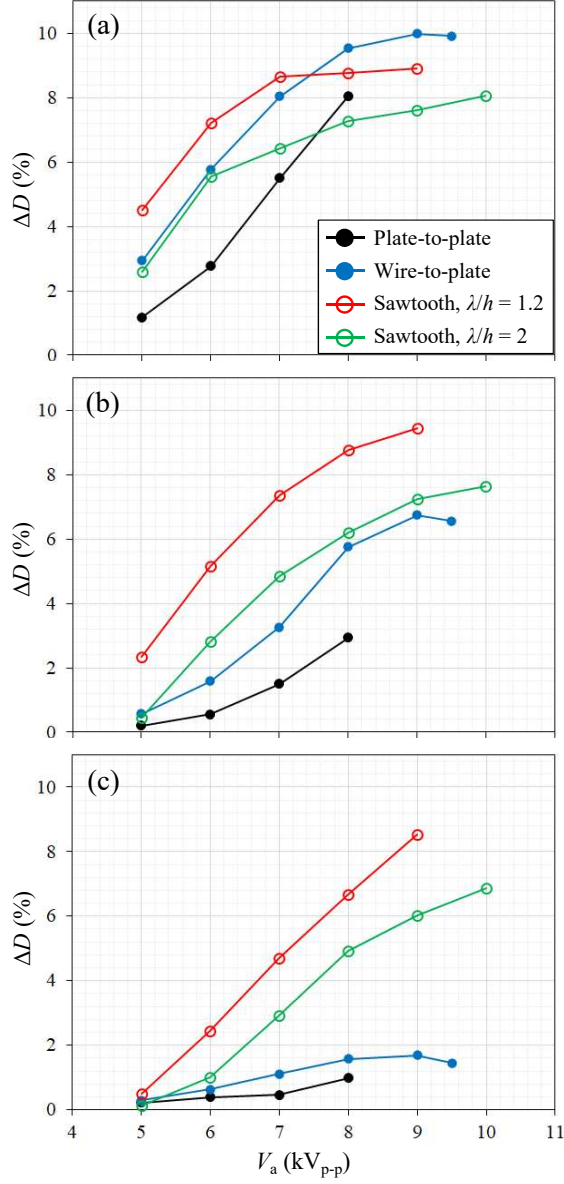 (a)
10
8
6
4
2
0
ΔD (%)
Plate-to-plate
Wire-to-plate
Sawtooth, λ/h = 1.2
Sawtooth, λ/h = 2
(b)
10
8
6
4
2
0
ΔD (%)
(c)
10
8
6
4
2
0
ΔD (%)
4 5 6 7 8 9 10 11
Va (kVp-p)